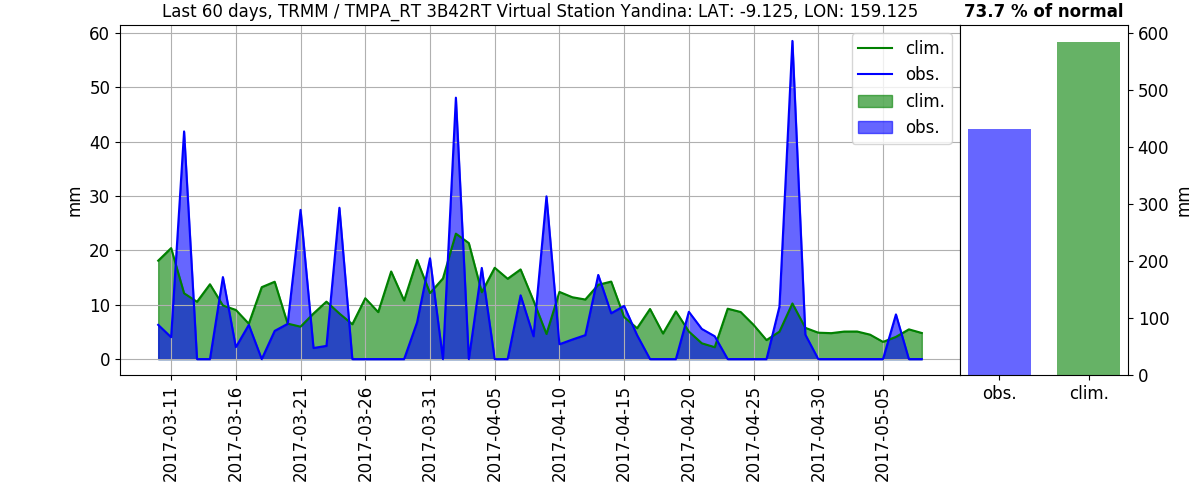 Last 60 days, TRMM / TMPA_RT 3B42RT Virtual Station Yandina: LAT: -9.125, LON: 159.125
73.7 % of normal
60
50
40
30
20
10
0
mm
clim.
obs.
clim.
obs.
2017-03-11
2017-03-16
2017-03-21
2017-03-26
2017-03-31
2017-04-05
2017-04-10
2017-04-15
2017-04-20
2017-04-25
2017-04-30
2017-05-05
600
500
400
300
200
100
0
mm
obs.
clim.